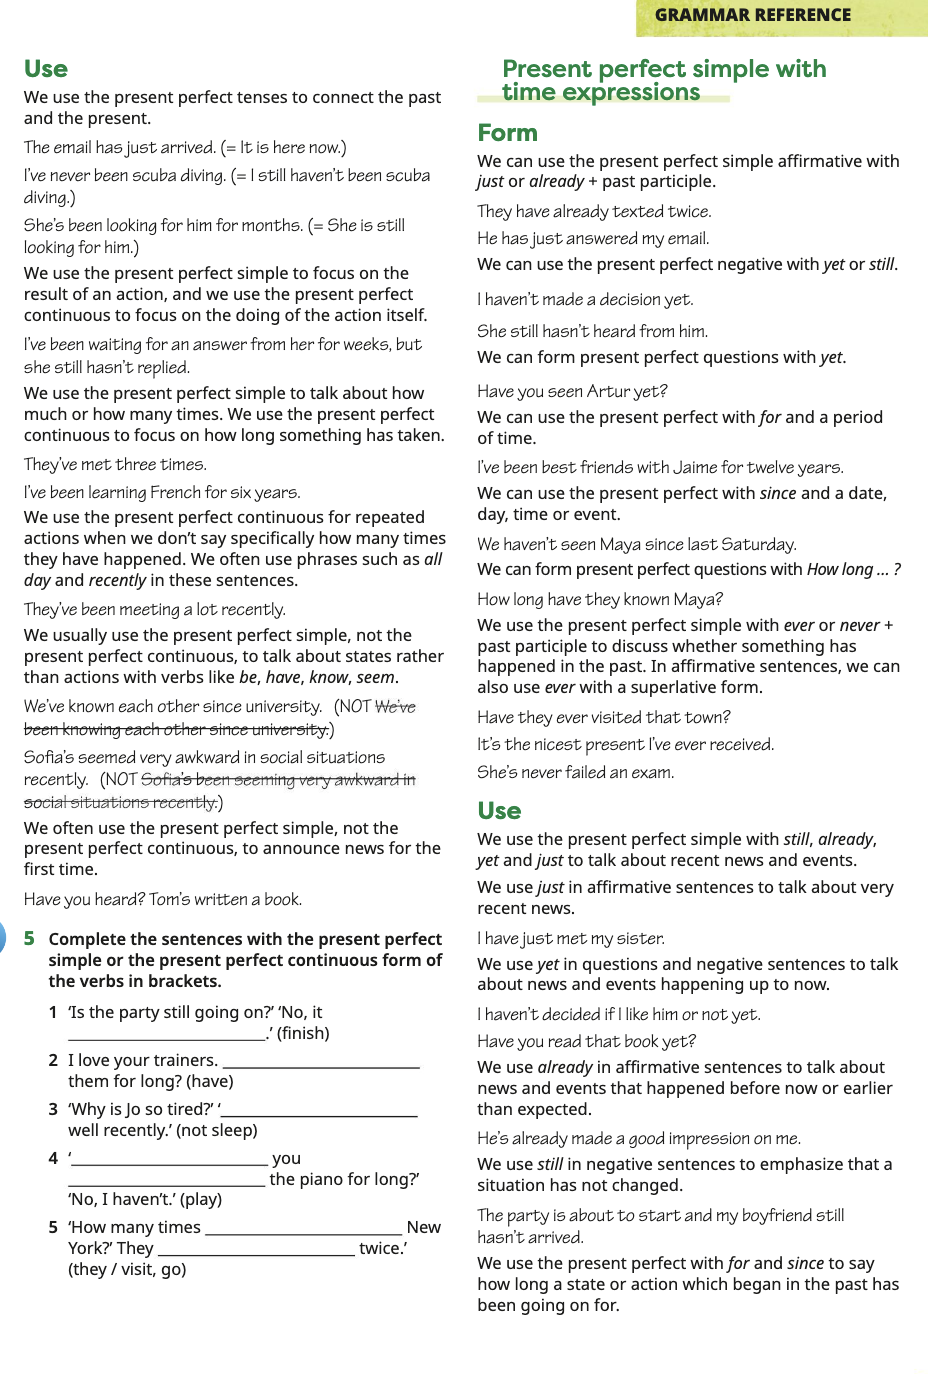 GRAMMAR REFERENCE
Use
We use the present perfect tenses to connect the past
and the present.
The email has just arrived. (= It is here now.)
I've never been scuba diving. (= I still haven't been scuba
diving.)
She's been looking for him for months. (= She is still
looking for him.)
We use the present perfect simple to focus on the
result of an action, and we use the present perfect
continuous to focus on the doing of the action itself.
I've been waiting for an answer from her for weeks, but
she still hasn't replied.
We use the present perfect simple to talk about how
much or how many times. We use the present perfect
continuous to focus on how long something has taken.
They've met three times.
I've been learning French for six years.
We use the present perfect continuous for repeated
actions when we don't say specifically how many times
they have happened. We often use phrases such as all
day and recently in these sentences.
They've been meeting a lot recently.
We usually use the present perfect simple, not the
present perfect continuous, to talk about states rather
than actions with verbs like be, have, know, seem.
We've known each other since university. (NOT We've
been knowing each other since university.)
Sofia's seemed very awkward in social situations
recently. (NOT Sofia's been seeming very awkward in
social situations recently.)
We often use the present perfect simple, not the
present perfect continuous, to announce news for the
first time.
Have you heard? Tom's written a book.
5 Complete the sentences with the present perfect
simple or the present perfect continuous form of
the verbs in brackets.
1 'Is the party still going on?' 'No, it
______________________.' (finish)
2 I love your trainers. ______________________
them for long? (have)
3 'Why is Jo so tired?' '______________________
well recently.' (not sleep)
4 '______________________ you
______________________ the piano for long?'
'No, I haven't.' (play)
5 'How many times ______________________ New
York?' They ______________________ twice.'
(they / visit, go)
Present perfect simple with
time expressions
Form
We can use the present perfect simple affirmative with
just or already + past participle.
They have already texted twice.
He has just answered my email.
We can use the present perfect negative with yet or still.
I haven't made a decision yet.
She still hasn't heard from him.
We can form present perfect questions with yet.
Have you seen Artur yet?
We can use the present perfect with for and a period
of time.
I've been best friends with Jaime for twelve years.
We can use the present perfect with since and a date,
day, time or event.
We haven't seen Maya since last Saturday.
We can form present perfect questions with How long ... ?
How long have they known Maya?
We use the present perfect simple with ever or never +
past participle to discuss whether something has
happened in the past. In affirmative sentences, we can
also use ever with a superlative form.
Have they ever visited that town?
It's the nicest present I've ever received.
She's never failed an exam.
Use
We use the present perfect simple with still, already,
yet and just to talk about recent news and events.
We use just in affirmative sentences to talk about very
recent news.
I have just met my sister.
We use yet in questions and negative sentences to talk
about news and events happening up to now.
I haven't decided if I like him or not yet.
Have you read that book yet?
We use already in affirmative sentences to talk about
news and events that happened before now or earlier
than expected.
He's already made a good impression on me.
We use still in negative sentences to emphasize that a
situation has not changed.
The party is about to start and my boyfriend still
hasn't arrived.
We use the present perfect with for and since to say
how long a state or action which began in the past has
been going on for.